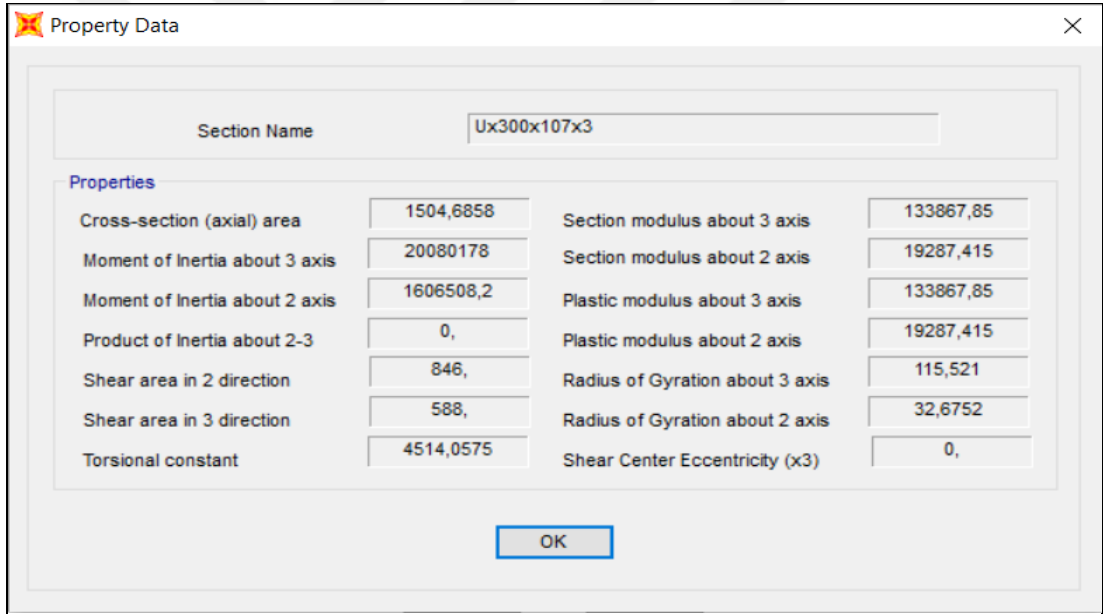 Property Data
Section Name Ux300x107x3
Properties
Cross-section (axial) area 1504,6858 Section modulus about 3 axis 133867,85
Moment of Inertia about 3 axis 20080178 Section modulus about 2 axis 19287,415
Moment of Inertia about 2 axis 1606508,2 Plastic modulus about 3 axis 133867,85
Product of Inertia about 2-3 0, Plastic modulus about 2 axis 19287,415
Shear area in 2 direction 846, Radius of Gyration about 3 axis 115,521
Shear area in 3 direction 588, Radius of Gyration about 2 axis 32,6752
Torsional constant 4514,0575 Shear Center Eccentricity (x3) 0,
OK